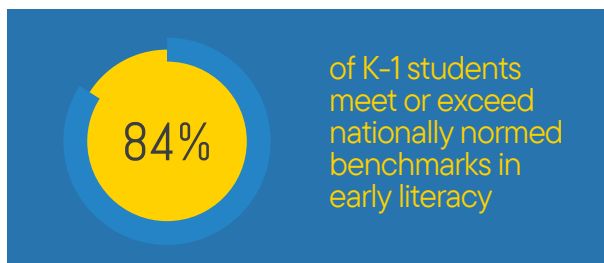 84%
of K-1 students
meet or exceed
nationally normed
benchmarks in
early literacy